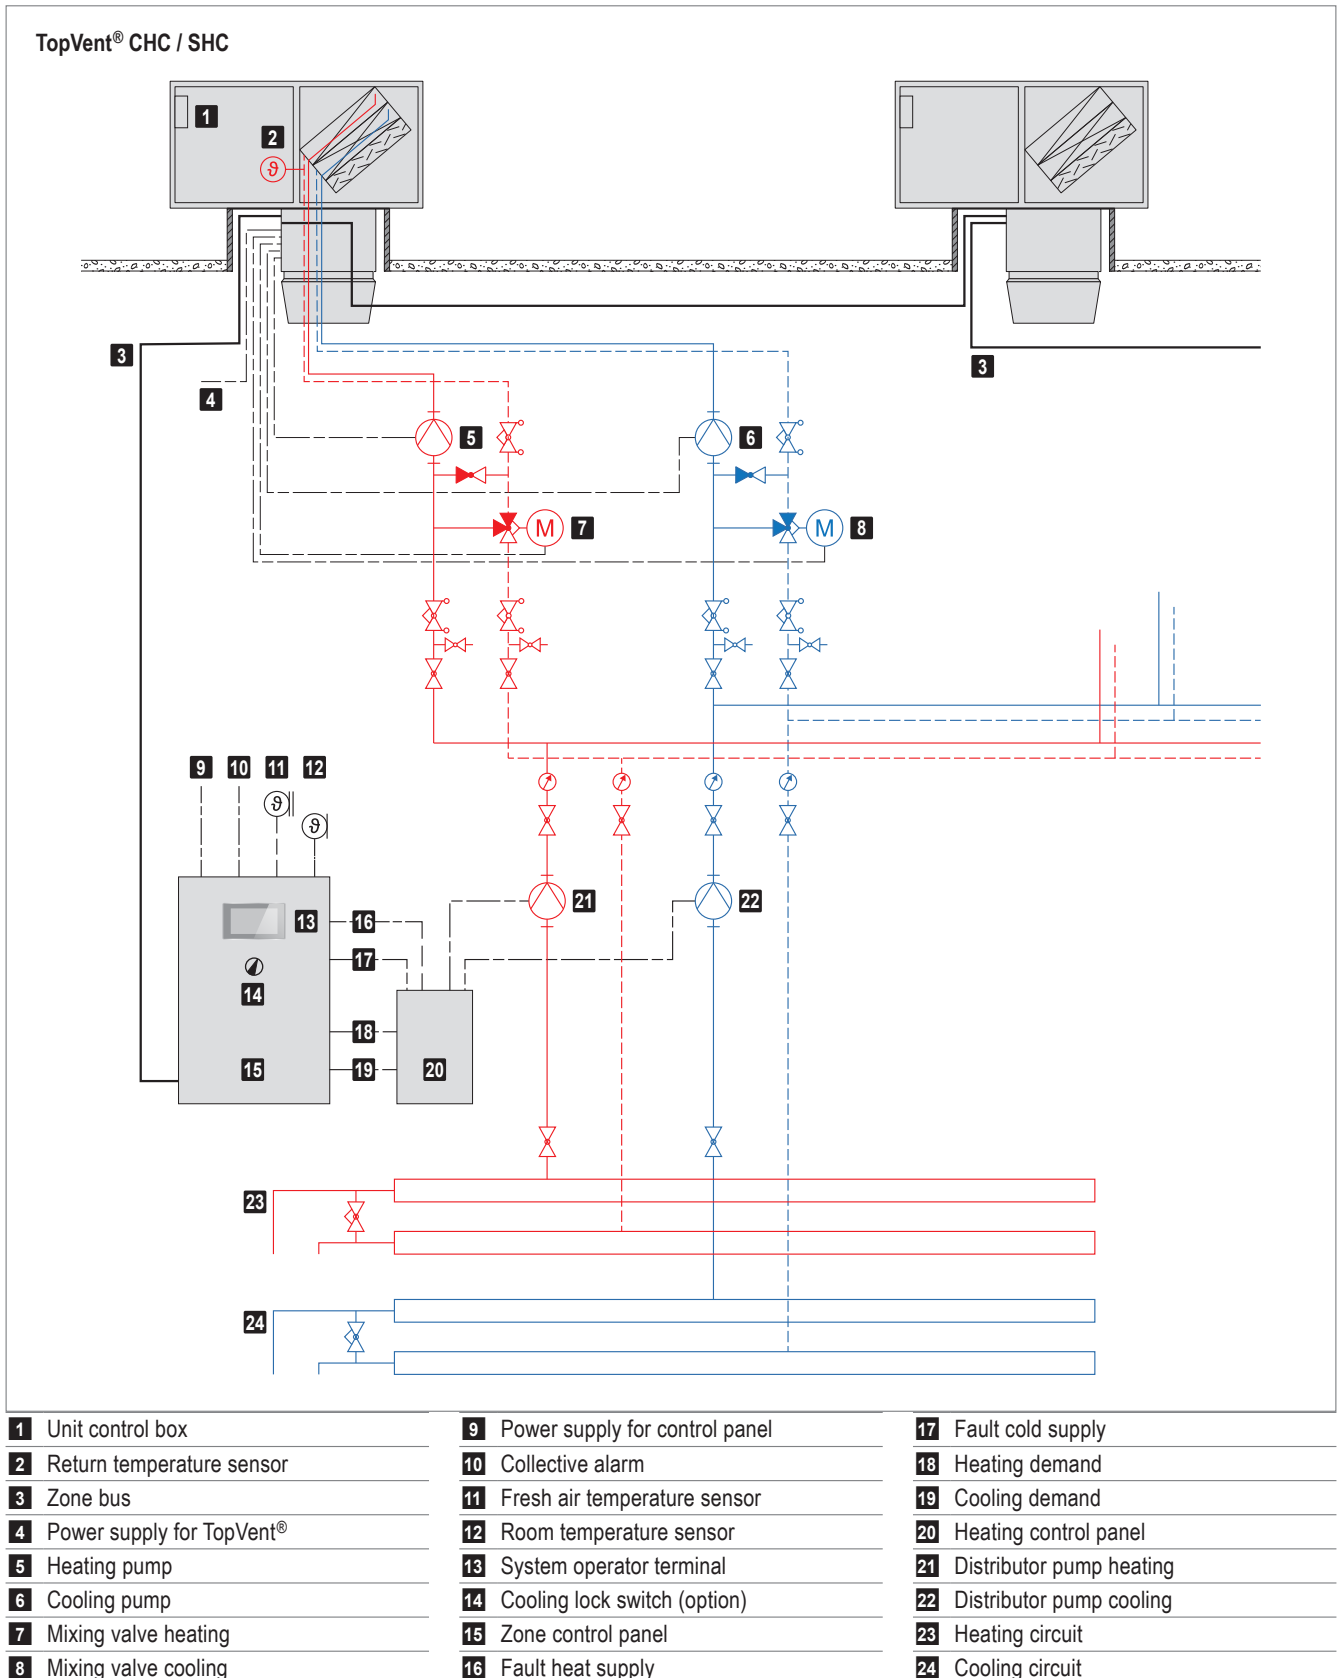 TopVent® CHC / SHC
1
2
ϑ
3
3
4
5
6
M
7
M
8
9
10
11
12
ϑ
ϑ
13
14
15
16
17
18
19
20
21
22
23
24
1 Unit control box
2 Return temperature sensor
3 Zone bus
4 Power supply for TopVent®
5 Heating pump
6 Cooling pump
7 Mixing valve heating
8 Mixing valve cooling
9 Power supply for control panel
10 Collective alarm
11 Fresh air temperature sensor
12 Room temperature sensor
13 System operator terminal
14 Cooling lock switch (option)
15 Zone control panel
16 Fault heat supply
17 Fault cold supply
18 Heating demand
19 Cooling demand
20 Heating control panel
21 Distributor pump heating
22 Distributor pump cooling
23 Heating circuit
24 Cooling circuit